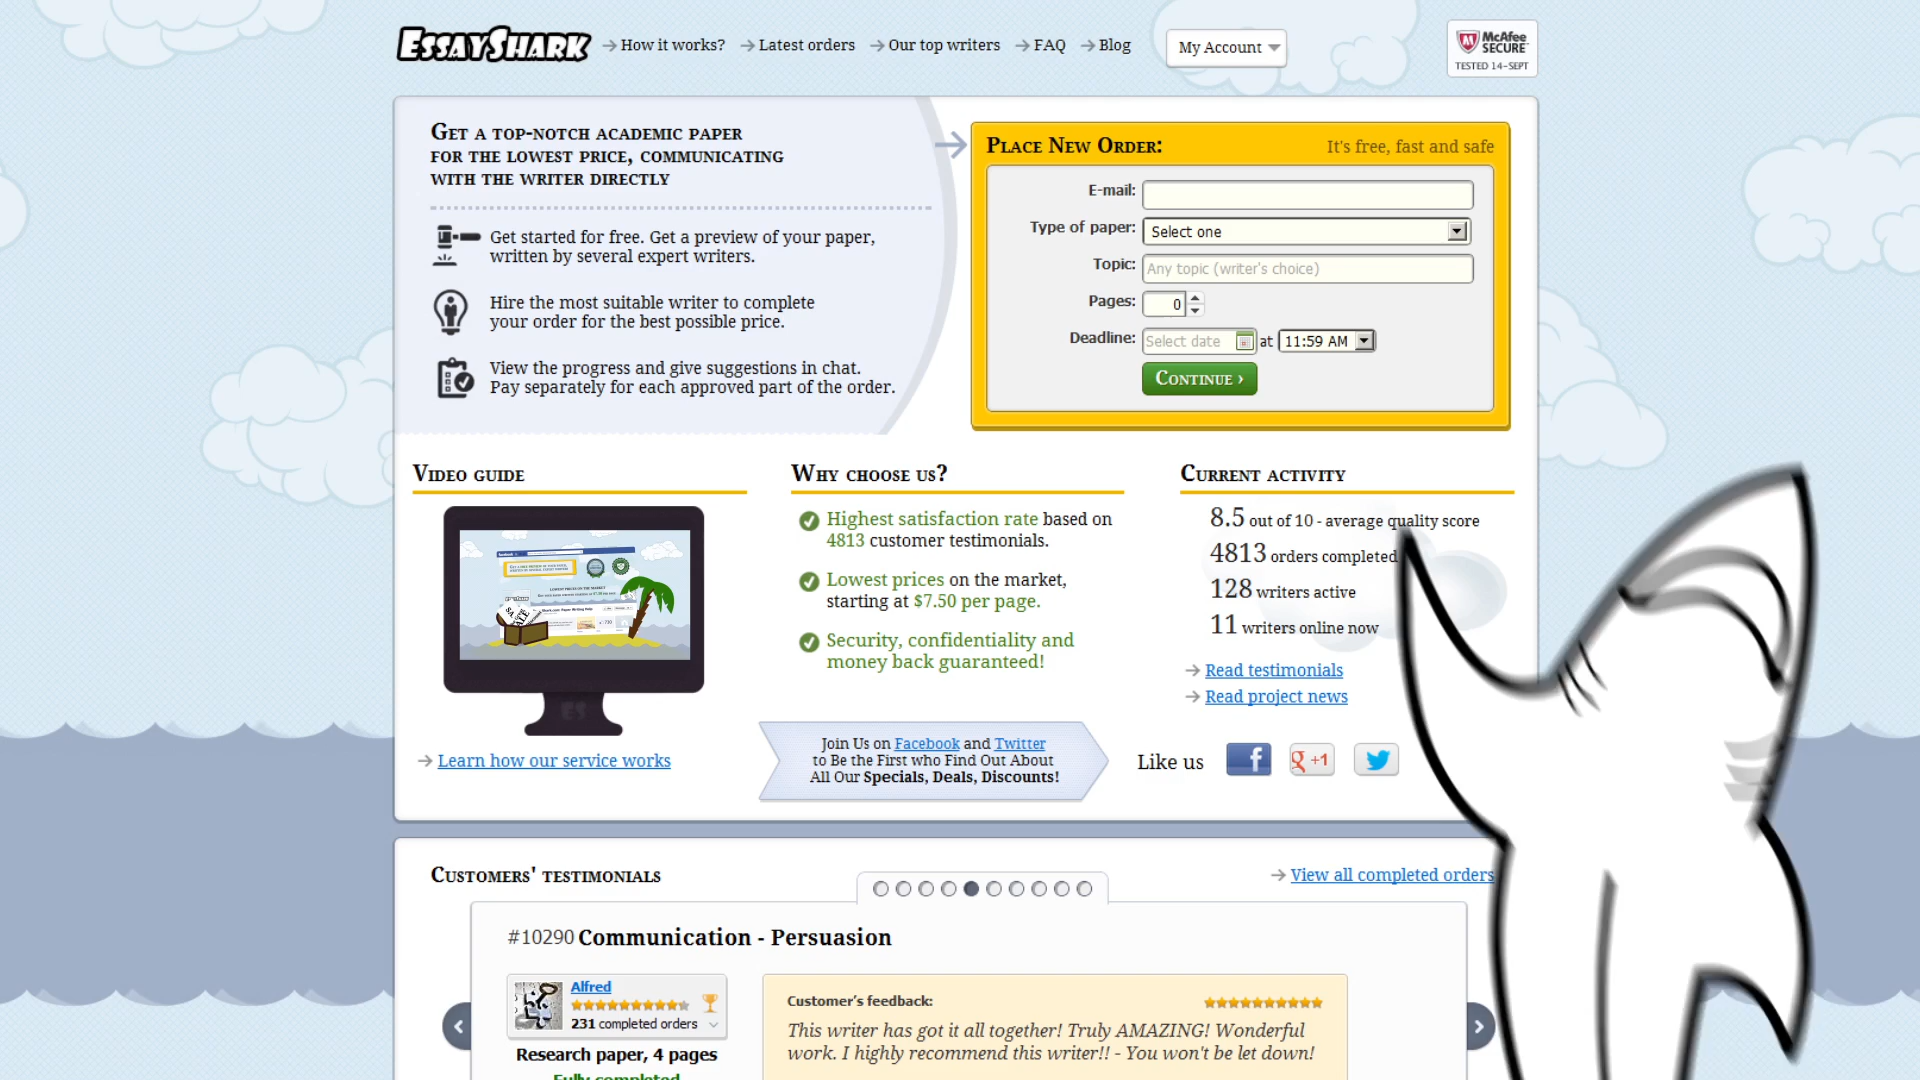 ESSAYSHARK
How it works?
Latest orders
Our top writers
FAQ
Blog
My Account
McAfee
SECURE
TESTED 14-SEPT
GET A TOP-NOTCH ACADEMIC PAPER
FOR THE LOWEST PRICE, COMMUNICATING
WITH THE WRITER DIRECTLY
Get started for free. Get a preview of your paper,
written by several expert writers.
Hire the most suitable writer to complete
your order for the best possible price.
View the progress and give suggestions in chat.
Pay separately for each approved part of the order.
PLACE NEW ORDER:
It's free, fast and safe
E-mail:
Type of paper: Select one
Topic: Any topic (writer's choice)
Pages: 0
Deadline: Select date at 11:59 AM
CONTINUE ›
VIDEO GUIDE
Learn how our service works
WHY CHOOSE US?
Highest satisfaction rate based on
4813 customer testimonials.
Lowest prices on the market,
starting at $7.50 per page.
Security, confidentiality and
money back guaranteed!
CURRENT ACTIVITY
8.5 out of 10 - average quality score
4813 orders completed
128 writers active
11 writers online now
Read testimonials
Read project news
Join Us on Facebook and Twitter
to Be the First who Find Out About
All Our Specials, Deals, Discounts!
Like us
f
g +1
CUSTOMERS' TESTIMONIALS
View all completed orders
#10290 Communication - Persuasion
Alfred
231 completed orders
Research paper, 4 pages
Fully completed
Customer's feedback:
This writer has got it all together! Truly AMAZING! Wonderful
work. I highly recommend this writer!! - You won't be let down!